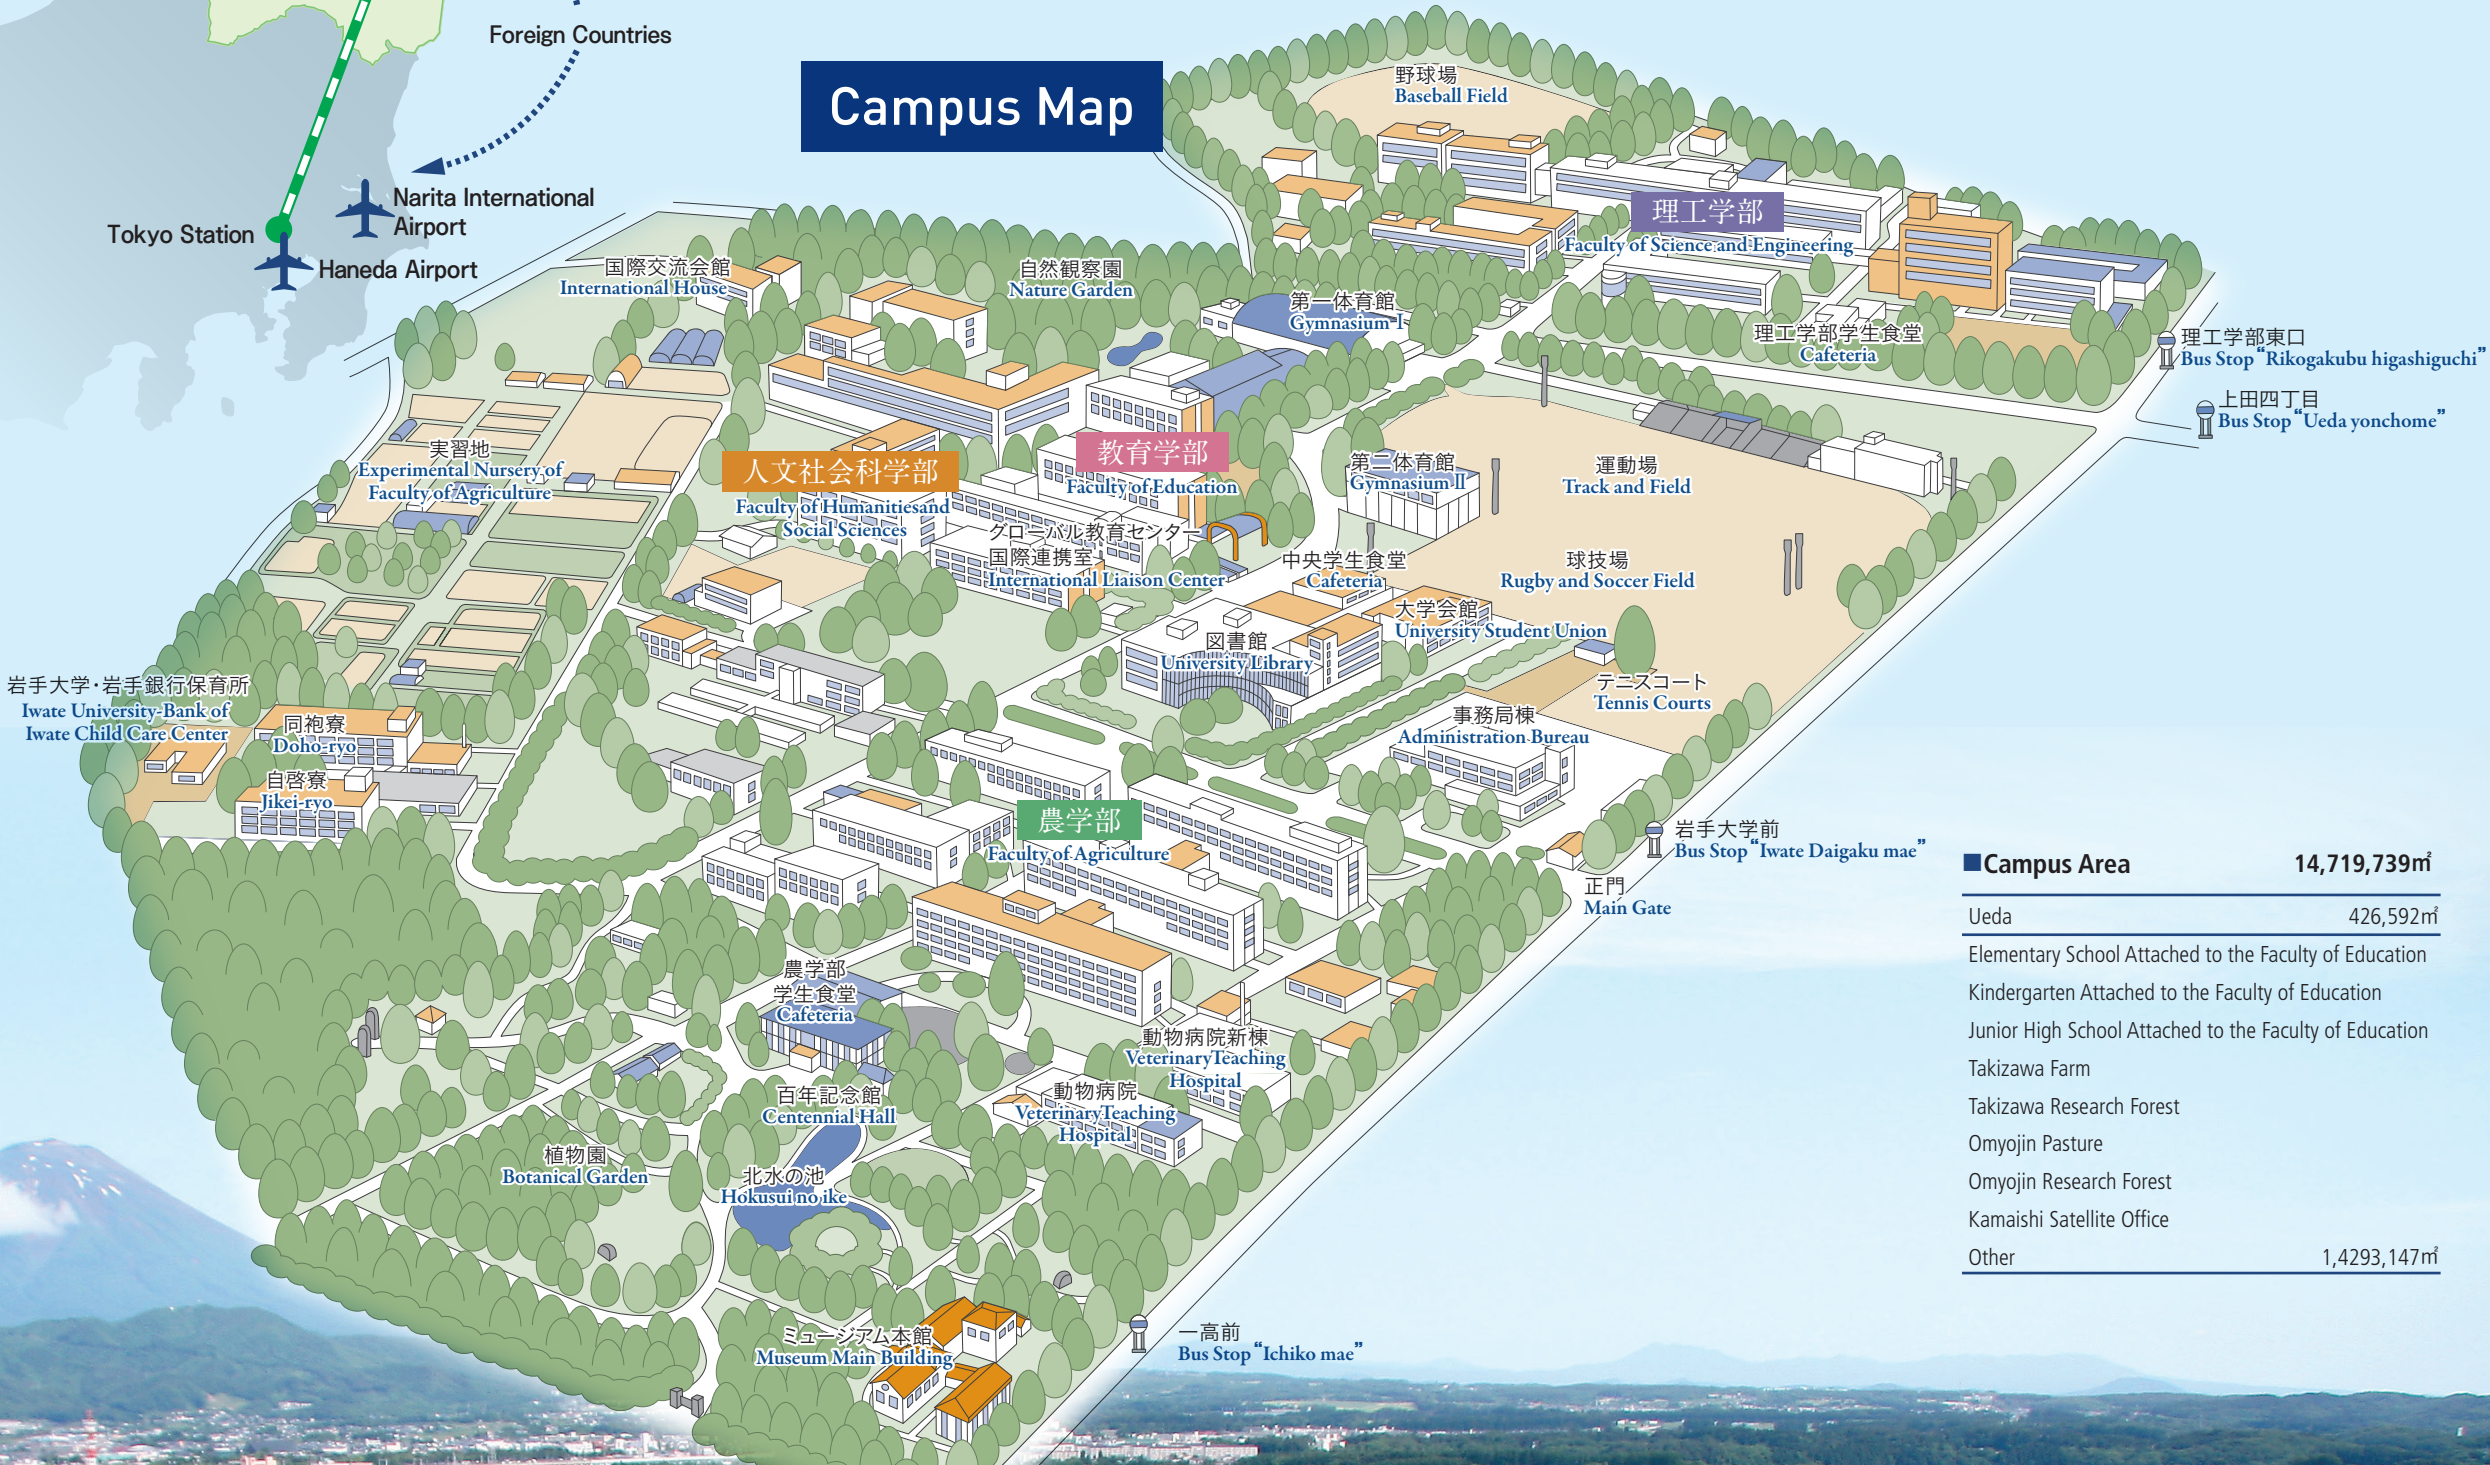 Foreign Countries
Campus Map
Narita International
Airport
Tokyo Station
Haneda Airport
野球場
Baseball Field
理工学部
Faculty of Science and Engineering
国際交流会館
International House
自然観察園
Nature Garden
第一体育館
Gymnasium-I
理工学部学生食堂
Cafeteria
理工学部東口
Bus Stop “Rikogakubu higashiguchi”
上田四丁目
Bus Stop “Ueda yonchome”
実習地
Experimental Nursery of
Faculty of Agriculture
人文社会科学部
Faculty of Humanitiesand
Social Sciences
教育学部
Faculty of Education
第二体育館
Gymnasium II
運動場
Track and Field
グローバル教育センター
国際連携室
International Liaison Center
中央学生食堂
Cafeteria
球技場
Rugby and Soccer Field
大学会館
University Student Union
図書館
University Library
テニスコート
Tennis Courts
岩手大学・岩手銀行保育所
Iwate University-Bank of
Iwate Child Care Center
同袍寮
Doho-ryo
自啓寮
Jikei-ryo
事務局棟
Administration Bureau
農学部
Faculty of Agriculture
岩手大学前
Bus Stop “Iwate Daigaku mae”
正門
Main Gate
農学部
学生食堂
Cafeteria
動物病院新棟
VeterinaryTeaching
Hospital
動物病院
VeterinaryTeaching
Hospital
百年記念館
Centennial Hall
植物園
Botanical Garden
北水の池
Hokusui no ike
ミュージアム本館
Museum Main Building
一高前
Bus Stop “Ichiko mae”
■Campus Area 14,719,739㎡
Ueda 426,592㎡
Elementary School Attached to the Faculty of Education
Kindergarten Attached to the Faculty of Education
Junior High School Attached to the Faculty of Education
Takizawa Farm
Takizawa Research Forest
Omyojin Pasture
Omyojin Research Forest
Kamaishi Satellite Office
Other 1,4293,147㎡